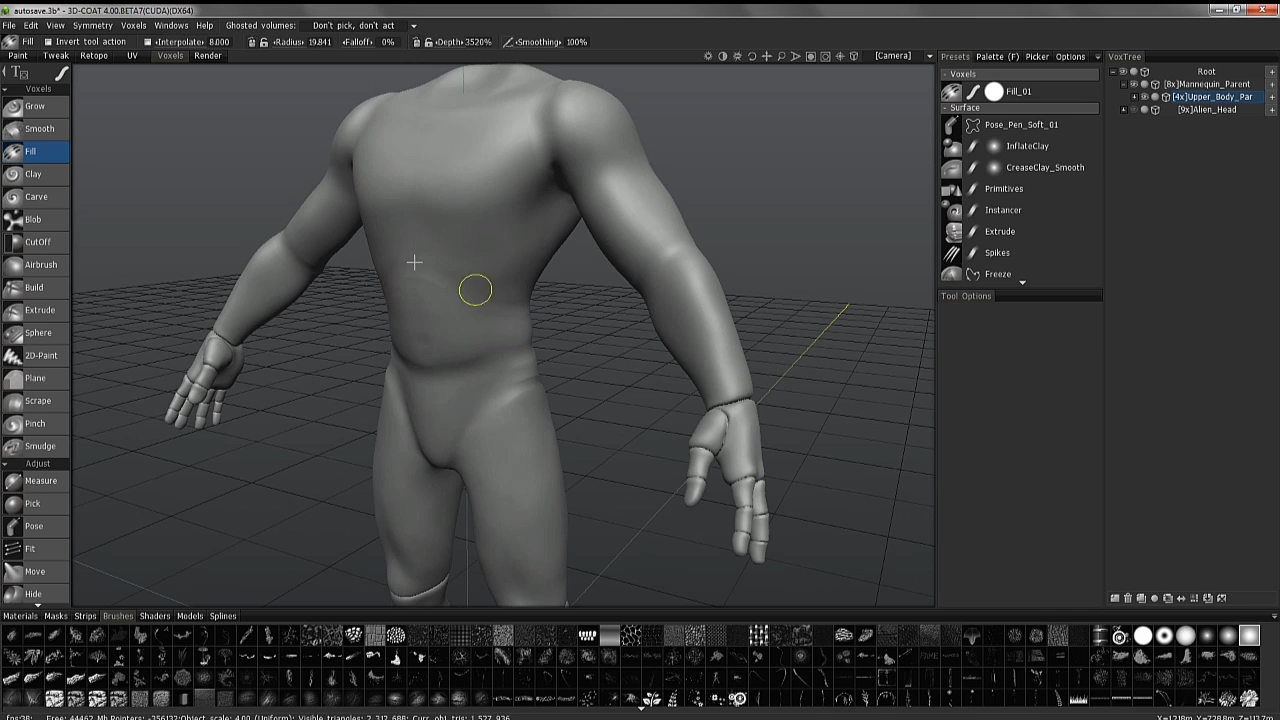 autosave.3b* - 3D-COAT 4.00.BETA7(CUDA)(DX64)
File Edit View Symmetry Voxels Windows Help Ghosted volumes: Don't pick, don't act
Fill Invert tool action Interpolate 8.000 Radius 19.841 Falloff 0% Depth 3520% Smoothing 100%
Paint Tweak Retopo UV Voxels Render [Camera]
Presets Palette (F) Picker Options
VoxTree
Voxels
Grow
Smooth
Fill
Clay
Carve
Blob
CutOff
Airbrush
Build
Extrude
Sphere
2D-Paint
Plane
Scrape
Pinch
Smudge
Adjust
Measure
Pick
Pose
Fit
Move
Hide
- Voxels
Fill_01
- Surface
Pose_Pen_Soft_01
InflateClay
CreaseClay_Smooth
Primitives
Instancer
Extrude
Spikes
Freeze
Tool Options
Root
[8x]Mannequin_Parent
[4x]Upper_Body_Par
[9x]Alien_Head
Materials Masks Strips Brushes Shaders Models Splines